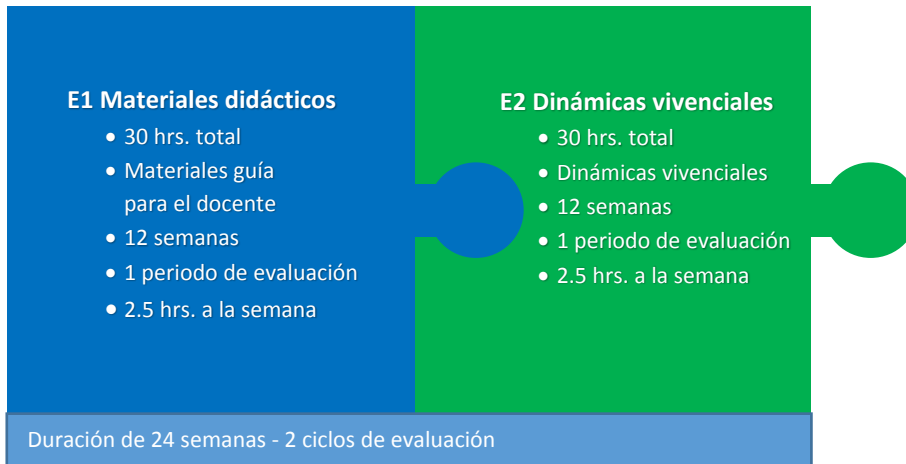 E1 Materiales didácticos
• 30 hrs. total
• Materiales guía
para el docente
• 12 semanas
• 1 periodo de evaluación
• 2.5 hrs. a la semana
E2 Dinámicas vivenciales
• 30 hrs. total
• Dinámicas vivenciales
• 12 semanas
• 1 periodo de evaluación
• 2.5 hrs. a la semana
Duración de 24 semanas - 2 ciclos de evaluación